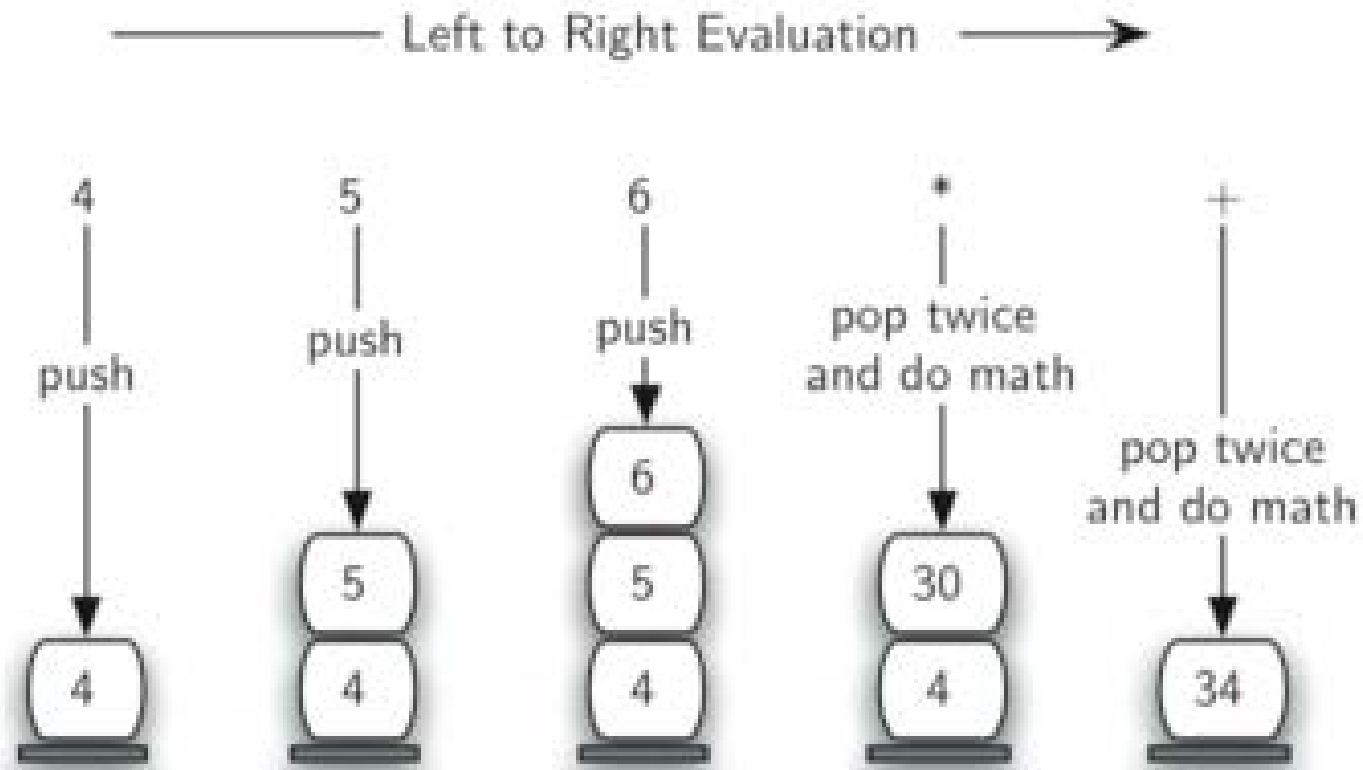 Left to Right Evaluation
4 5 6 * +
push
push
push
pop twice
and do math
pop twice
and do math
6
5 5 30
4 4 4 4 34